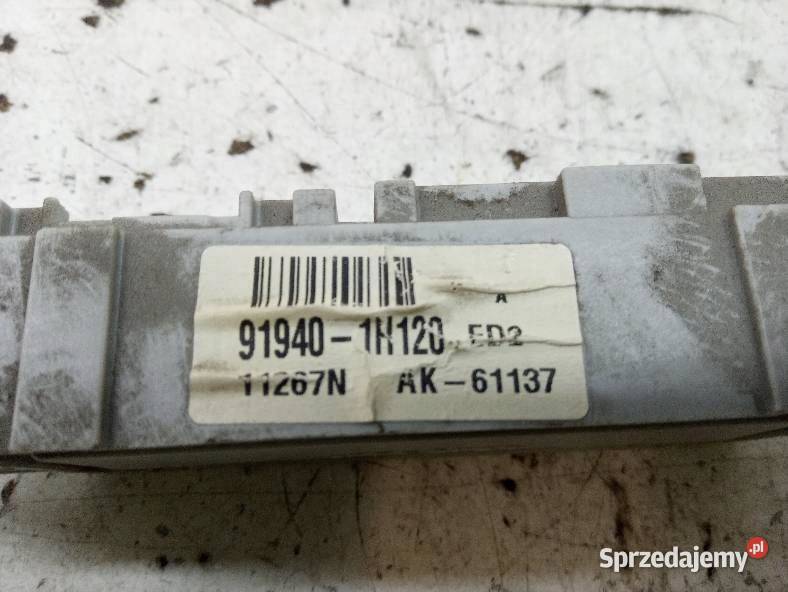 A
91940-1H120 ED2
11267N AK-61137
Sprzedajemy.pl